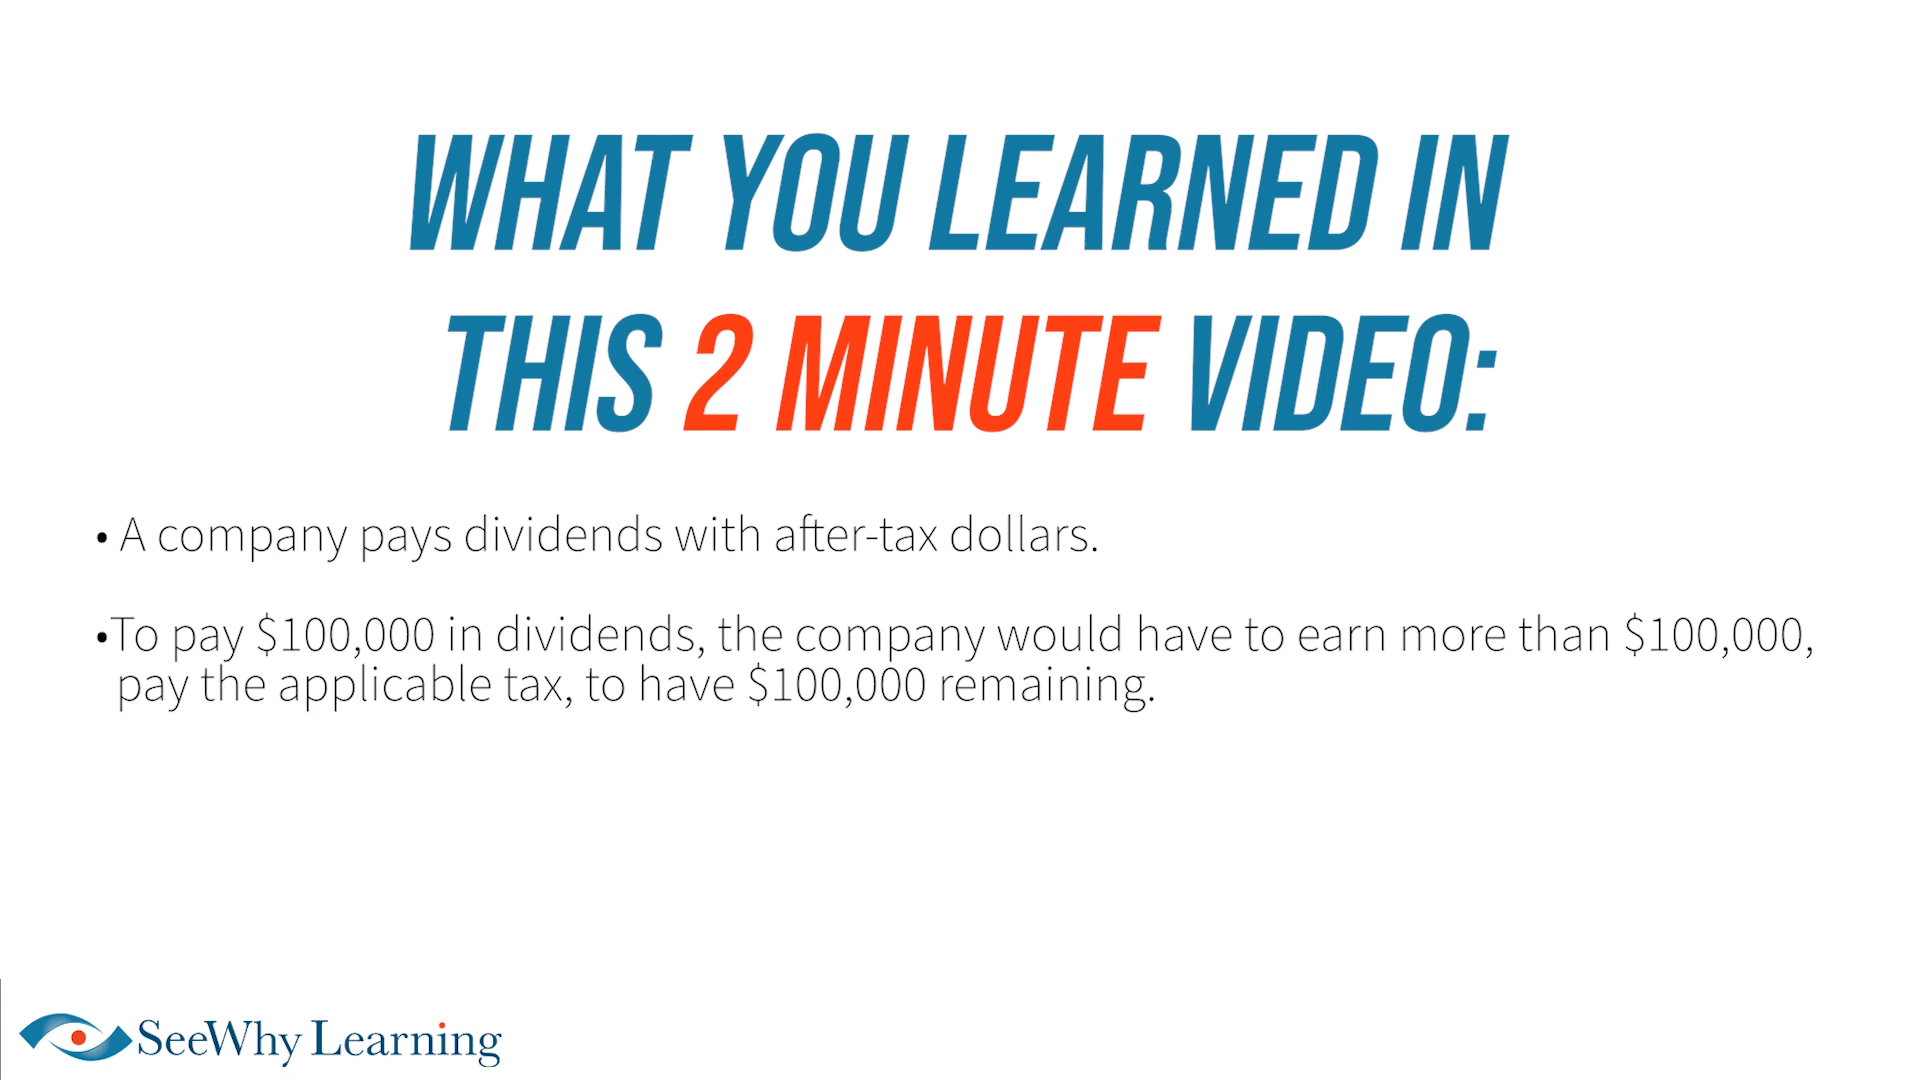 WHAT YOU LEARNED IN
THIS 2 MINUTE VIDEO:
• A company pays dividends with after-tax dollars.
•To pay $100,000 in dividends, the company would have to earn more than $100,000,
pay the applicable tax, to have $100,000 remaining.
SeeWhy Learning